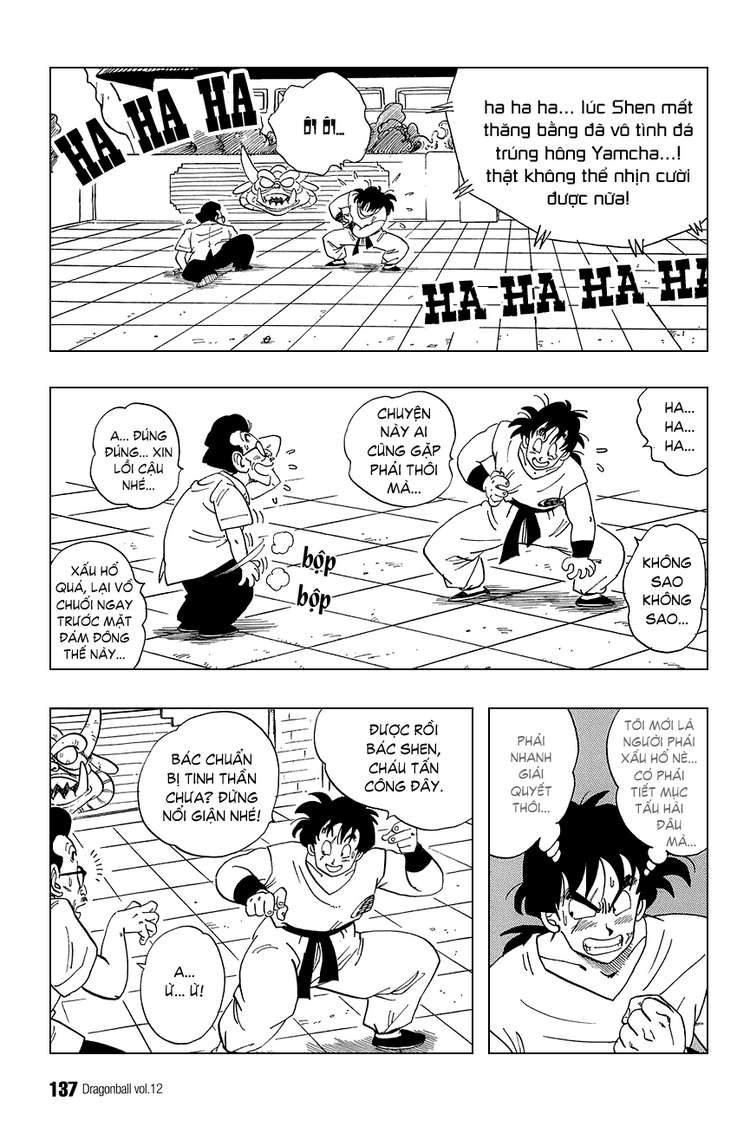 HA HA HA
ÔI ÔI...
ha ha ha... lúc Shen mất
thăng bằng đã vô tình đá
trúng hông Yamcha...!
thật không thể nhịn cười
được nữa!
HA HA HA HA
A... ĐÚNG
ĐÚNG... XIN
LỖI CẬU
NHÉ...
CHUYỆN
NÀY AI
CŨNG GẶP
PHẢI THÔI
MÀ...
HA...
HA...
HA...
XẤU HỔ
QUÁ, LẠI VỒ
CHUỐI NGAY
TRƯỚC MẶT
ĐÁM ĐÔNG
THẾ NÀY...
bộp
bộp
KHÔNG
SAO
KHÔNG
SAO...
BÁC CHUẨN
BỊ TINH THẦN
CHƯA? ĐỪNG
NỔI GIẬN NHÉ!
ĐƯỢC RỒI
BÁC SHEN,
CHÁU TẤN
CÔNG ĐÂY.
A...
Ừ... Ừ!
PHẢI
NHANH
GIẢI
QUYẾT
THÔI...
TÔI MỚI LÀ
NGƯỜI PHẢI
XẤU HỔ NÈ...
CÓ PHẢI
TIẾT MỤC
TẤU HÀI
ĐÂU
MÀ...
137 Dragonball vol.12